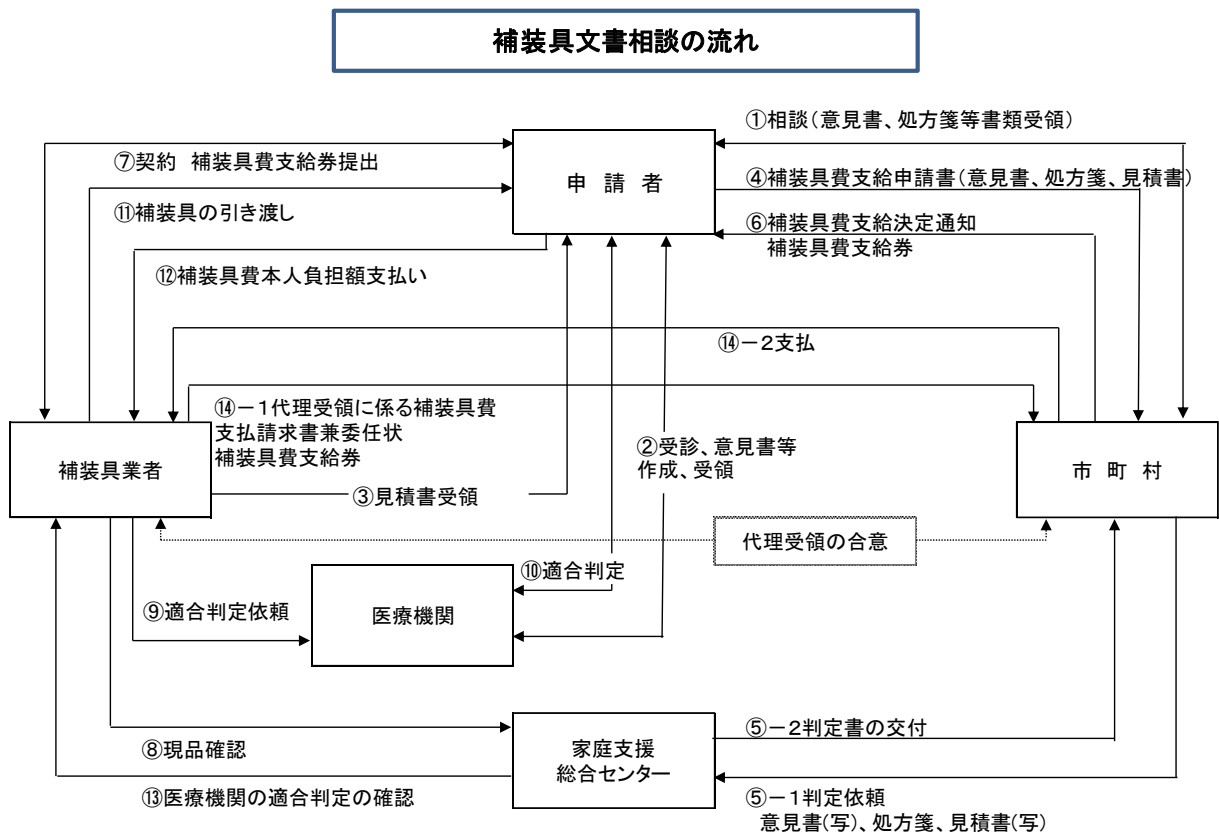 補装具文書相談の流れ
①相談（意見書、処方箋等書類受領）
⑦契約　補装具費支給券提出
申　請　者
④補装具費支給申請書（意見書、処方箋、見積書）
⑪補装具の引き渡し
⑥補装具費支給決定通知
補装具費支給券
⑫補装具費本人負担額支払い
⑭－２支払
⑭－１代理受領に係る補装具費
支払請求書兼委任状
補装具費支給券
②受診、意見書等
作成、受領
補装具業者
市　町　村
③見積書受領
代理受領の合意
⑩適合判定
⑨適合判定依頼
医療機関
⑤－２判定書の交付
家庭支援
総合センター
⑧現品確認
⑬医療機関の適合判定の確認
⑤－１判定依頼
意見書(写)、処方箋、見積書(写)